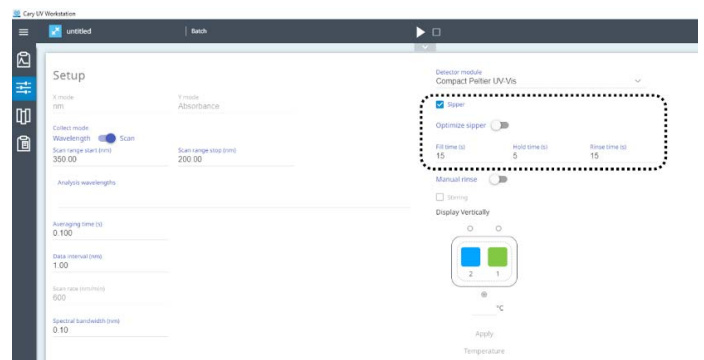 Cary UV Workstation
untitled
Batch
Setup
X mode
nm
Y mode
Absorbance
Collect mode
Wavelength Scan
Scan range start (nm)
350.00
Scan range stop (nm)
200.00
Analysis wavelengths
Averaging time (s)
0.100
Data interval (nm)
1.00
Scan rate (nm/min)
600
Spectral bandwidth (nm)
0.10
Detector module
Compact Peltier UV-Vis
Sipper
Optimize sipper
Fill time (s)
15
Hold time (s)
5
Rinse time (s)
15
Manual rinse
Stirring
Display Vertically
2 1
°C
Apply
Temperature